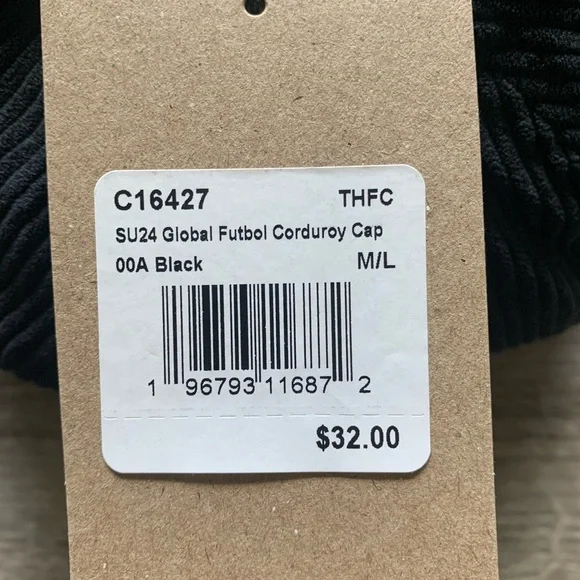 C16427 THFC
SU24 Global Futbol Corduroy Cap
00A Black M/L
1 96793 11687 2
$32.00